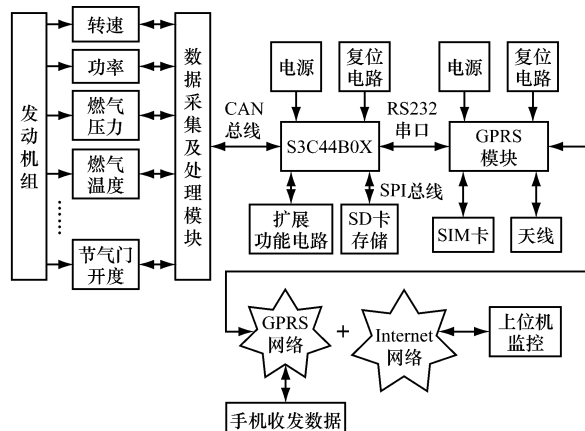 发动机组
转速
功率
燃气
压力
燃气
温度
......
节气门
开度
数据采集及处理模块
CAN
总线
电源
复位
电路
S3C44B0X
RS232
串口
SPI总线
扩展
功能电路
SD卡
存储
电源
复位
电路
GPRS
模块
SIM卡
天线
GPRS
网络
+
Internet
网络
上位机
监控
手机收发数据